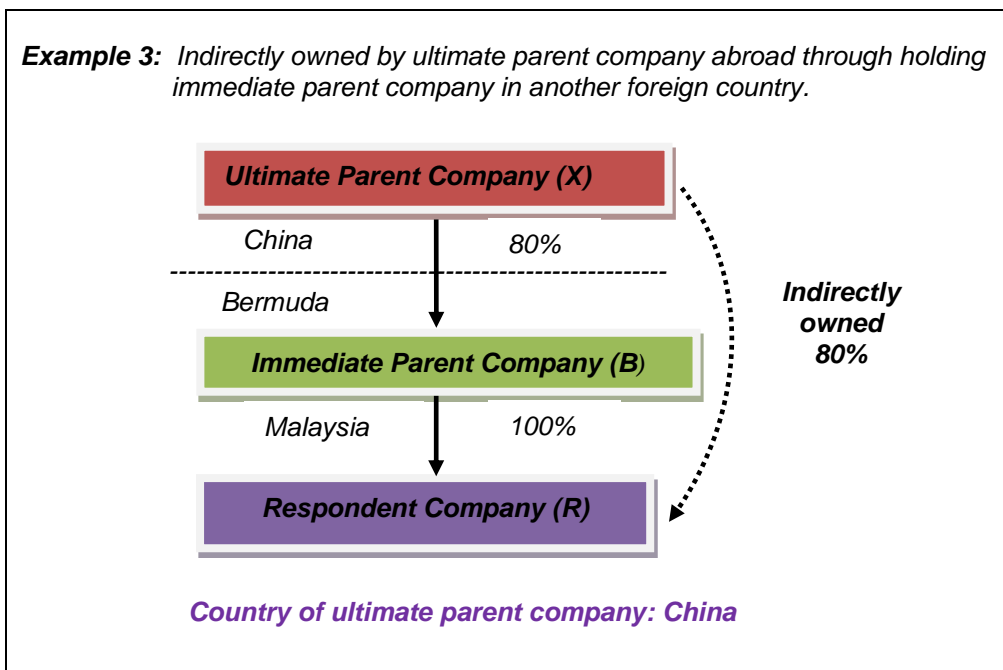 Example 3: Indirectly owned by ultimate parent company abroad through holding
immediate parent company in another foreign country.
Ultimate Parent Company (X)
China 80%
Bermuda
Indirectly
owned
80%
Immediate Parent Company (B)
Malaysia 100%
Respondent Company (R)
Country of ultimate parent company: China